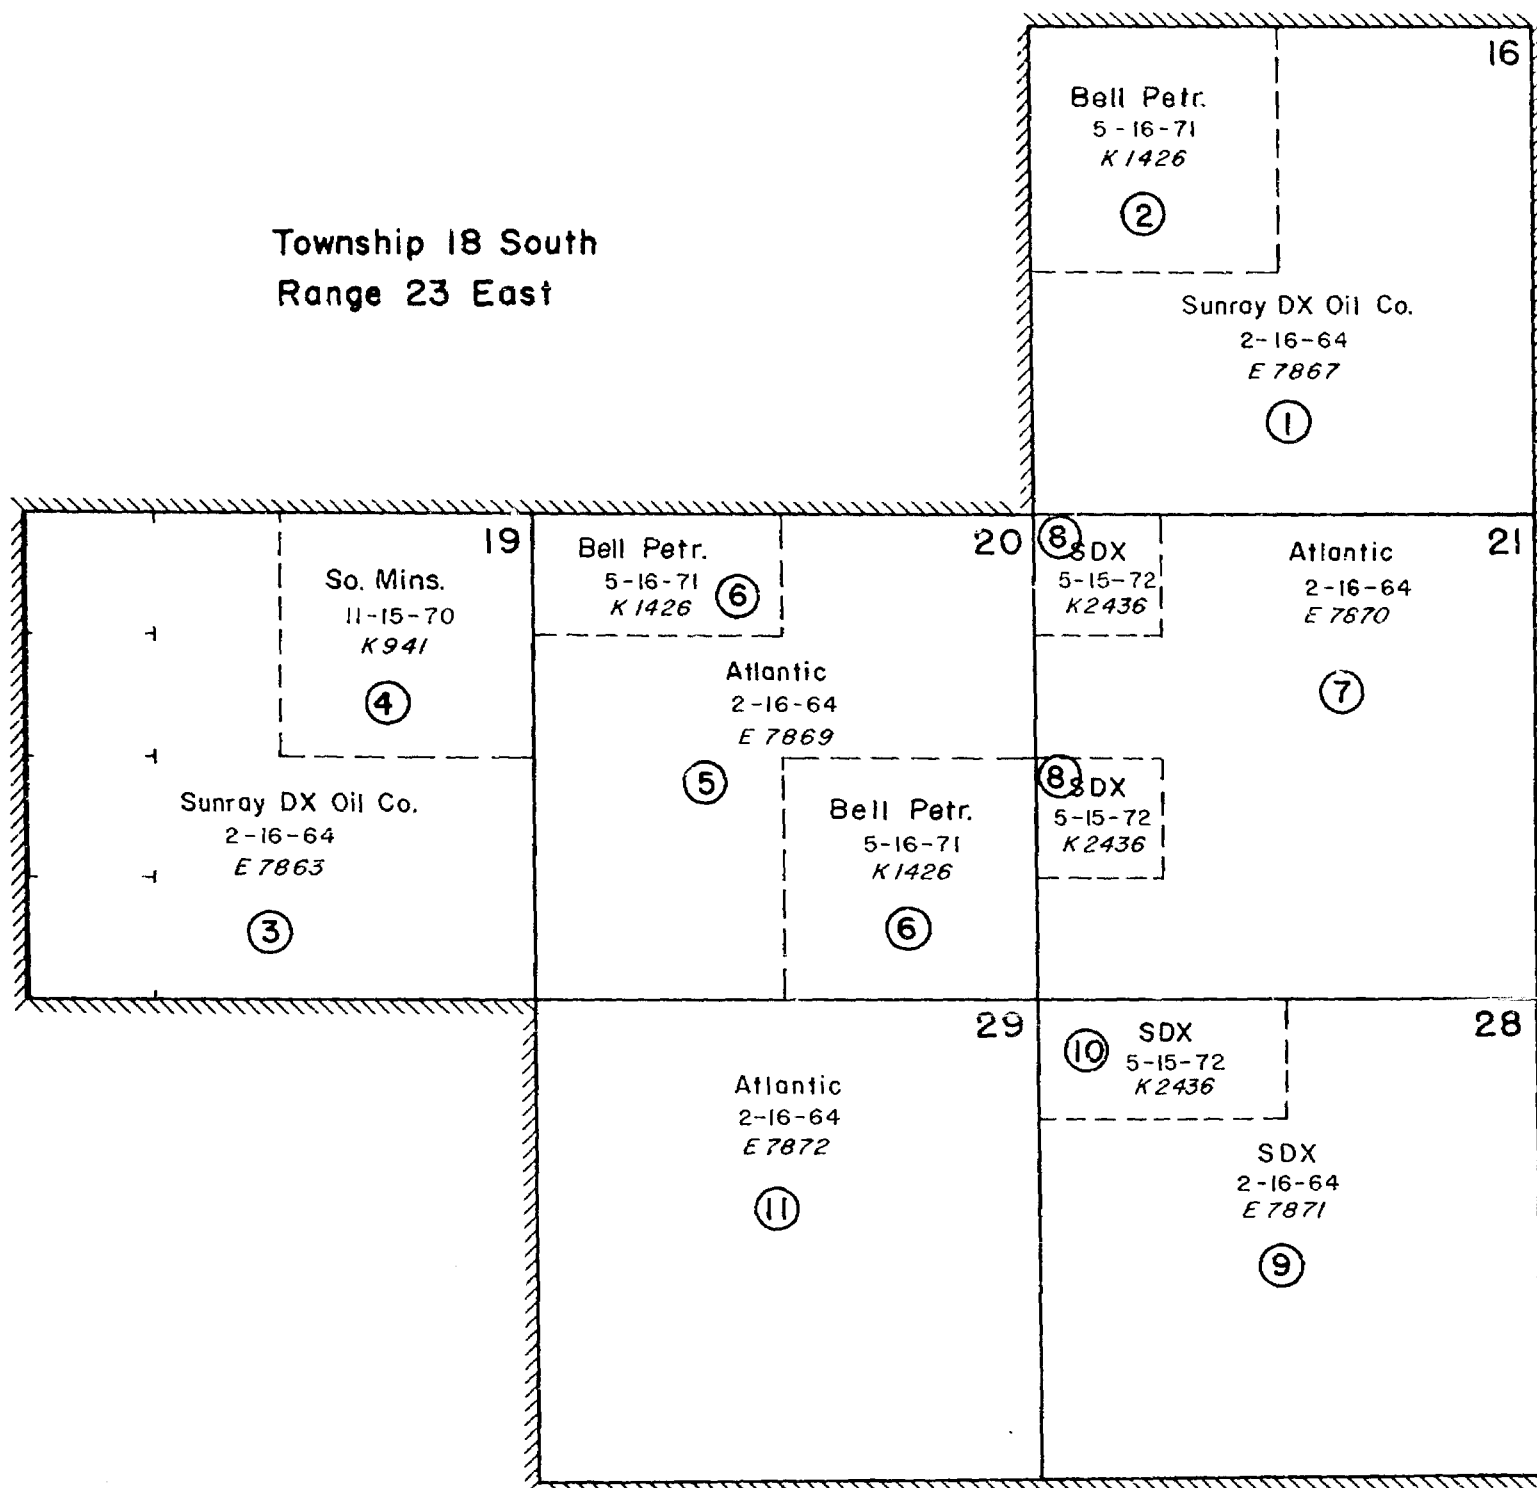 16
Bell Petr.
5-16-71
K 1426
2
Township 18 South
Range 23 East
Sunray DX Oil Co.
2-16-64
E 7867
1
19
So. Mins.
11-15-70
K 941
4
Sunray DX Oil Co.
2-16-64
E 7863
3
20
Bell Petr.
5-16-71
K 1426
6
Atlantic
2-16-64
E 7869
5
Bell Petr.
5-16-71
K 1426
6
21
8
SDX
5-15-72
K 2436
Atlantic
2-16-64
E 7870
7
8
SDX
5-15-72
K 2436
29
Atlantic
2-16-64
E 7872
11
28
10
SDX
5-15-72
K 2436
SDX
2-16-64
E 7871
9